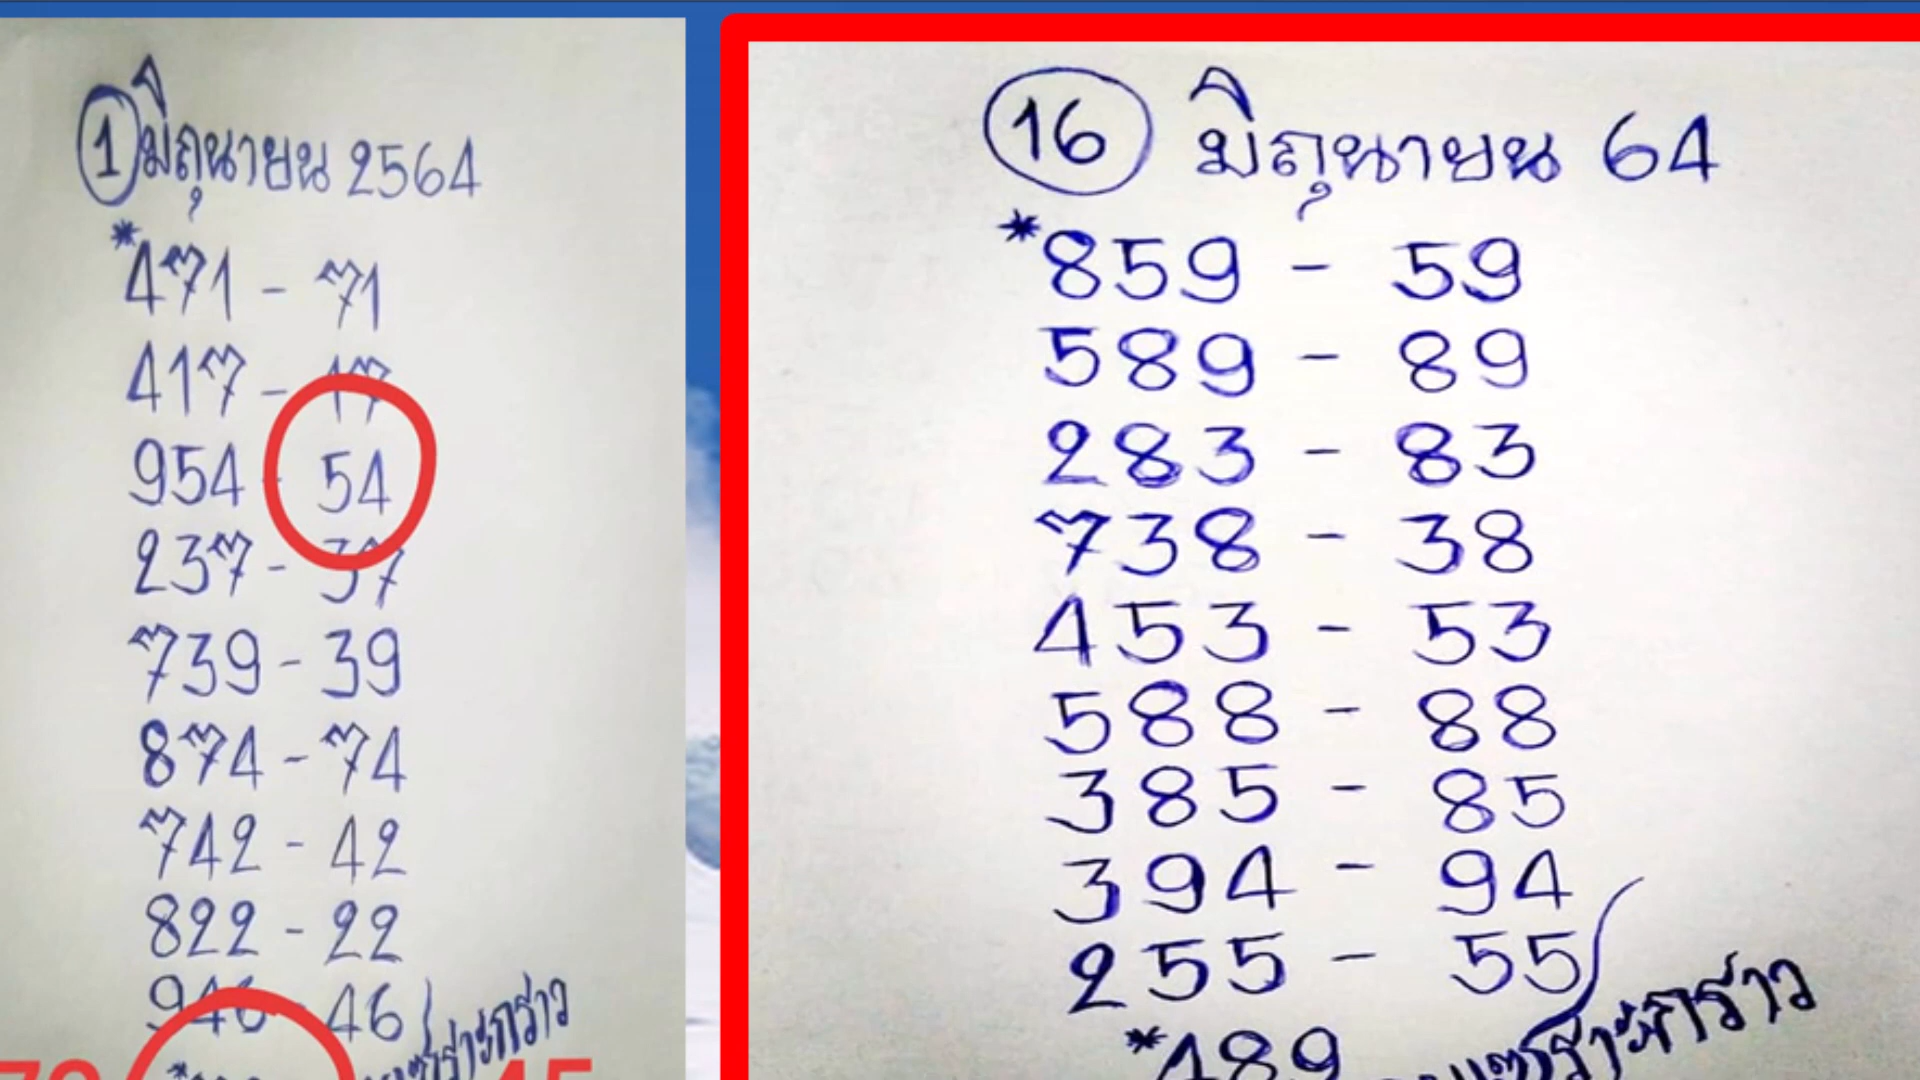 1 มิถุนายน 2564
*471 - 71
417 - 17
954 - 54
237 - 37
739 - 39
874 - 74
742 - 42
822 - 22
946 - 46
16 มิถุนายน 64
*859 - 59
589 - 89
283 - 83
738 - 38
453 - 53
588 - 88
385 - 85
394 - 94
255 - 55
*489